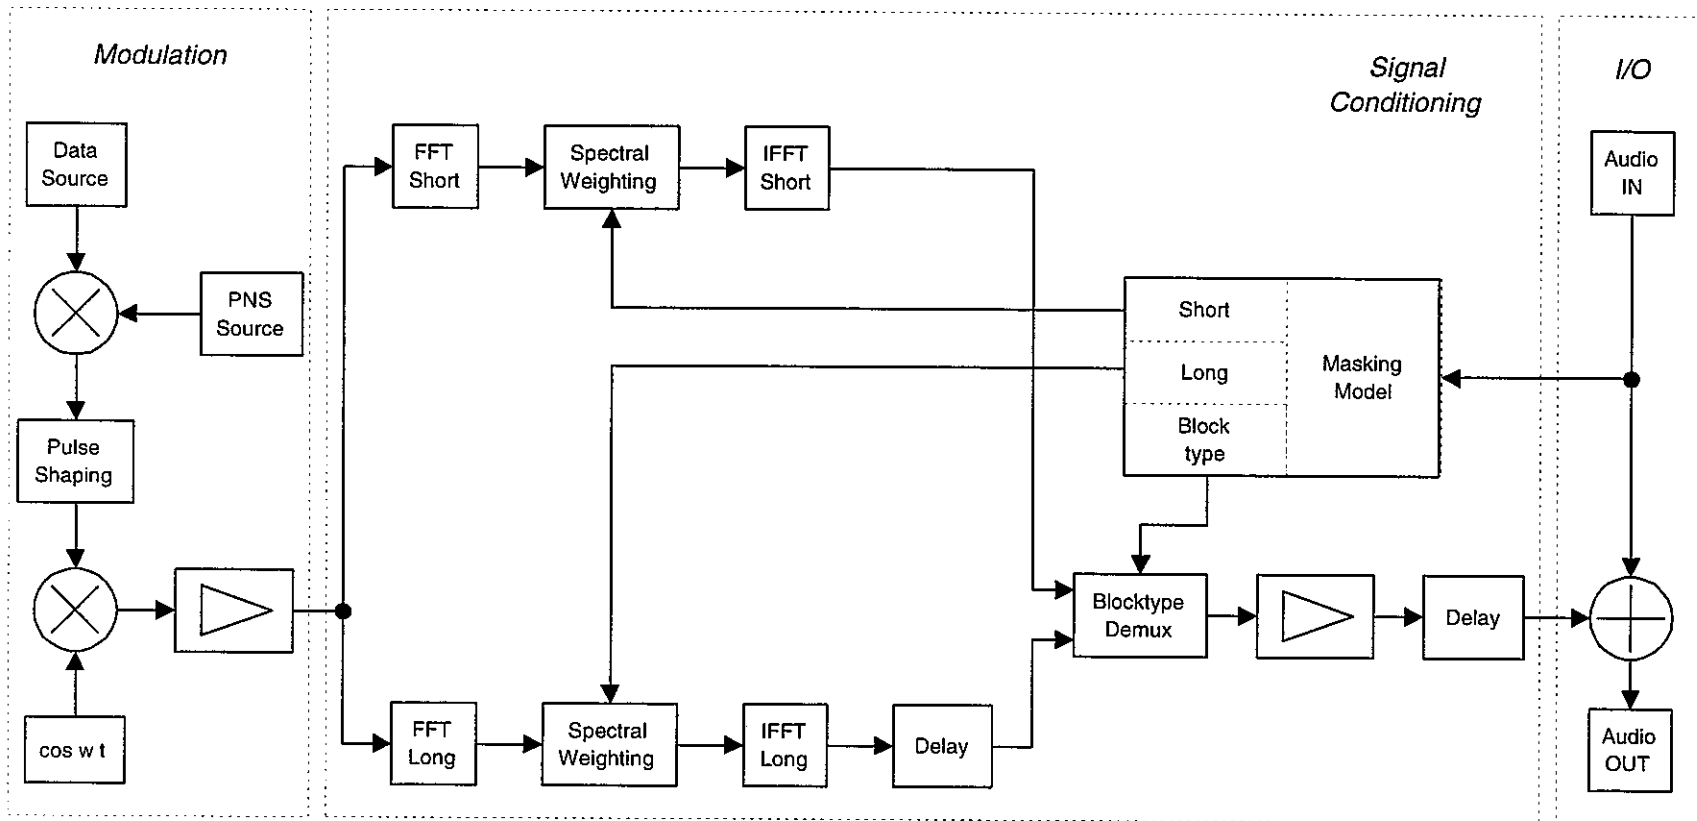 Modulation
Signal
Conditioning
I/O
Data
Source
FFT
Short
Spectral
Weighting
IFFT
Short
Audio
IN
PNS
Source
Short
Long
Block
type
Masking
Model
Pulse
Shaping
Blocktype
Demux
Delay
cos w t
FFT
Long
Spectral
Weighting
IFFT
Long
Delay
Audio
OUT